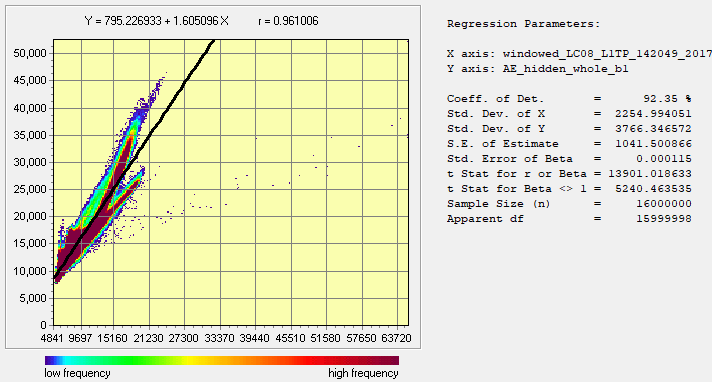 Y = 795.226933 + 1.605096 X r = 0.961006
50,000
45,000
40,000
35,000
30,000
25,000
20,000
15,000
10,000
5,000
0
4841 9697 15160 21230 27300 33370 39440 45510 51580 57650 63720
low frequency high frequency
Regression Parameters:
X axis: windowed_LC08_L1TP_142049_2017
Y axis: AE_hidden_whole_b1
Coeff. of Det. = 92.35 %
Std. Dev. of X = 2254.994051
Std. Dev. of Y = 3766.346572
S.E. of Estimate = 1041.500866
Std. Error of Beta = 0.000115
t Stat for r or Beta = 13901.018633
t Stat for Beta <> 1 = 5240.463535
Sample Size (n) = 16000000
Apparent df = 15999998